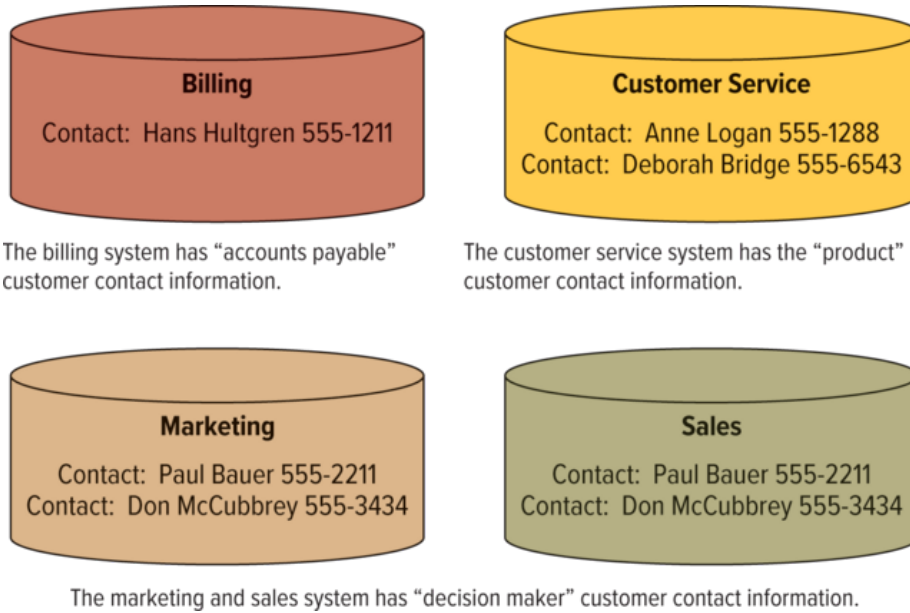 Billing
Contact: Hans Hultgren 555-1211
Customer Service
Contact: Anne Logan 555-1288
Contact: Deborah Bridge 555-6543
The billing system has “accounts payable”
customer contact information.
The customer service system has the “product”
customer contact information.
Marketing
Contact: Paul Bauer 555-2211
Contact: Don McCubbrey 555-3434
Sales
Contact: Paul Bauer 555-2211
Contact: Don McCubbrey 555-3434
The marketing and sales system has “decision maker” customer contact information.